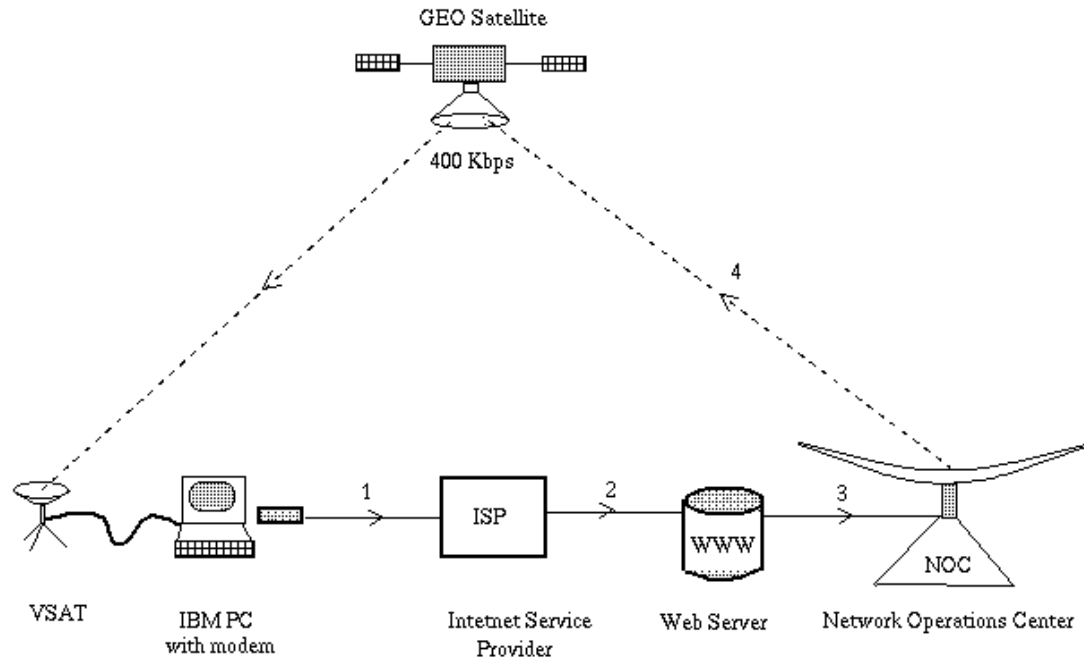 GEO Satellite
400 Kbps
4
1
2
3
ISP
WWW
NOC
VSAT
IBM PC
with modem
Intetnet Service
Provider
Web Server
Network Operations Center